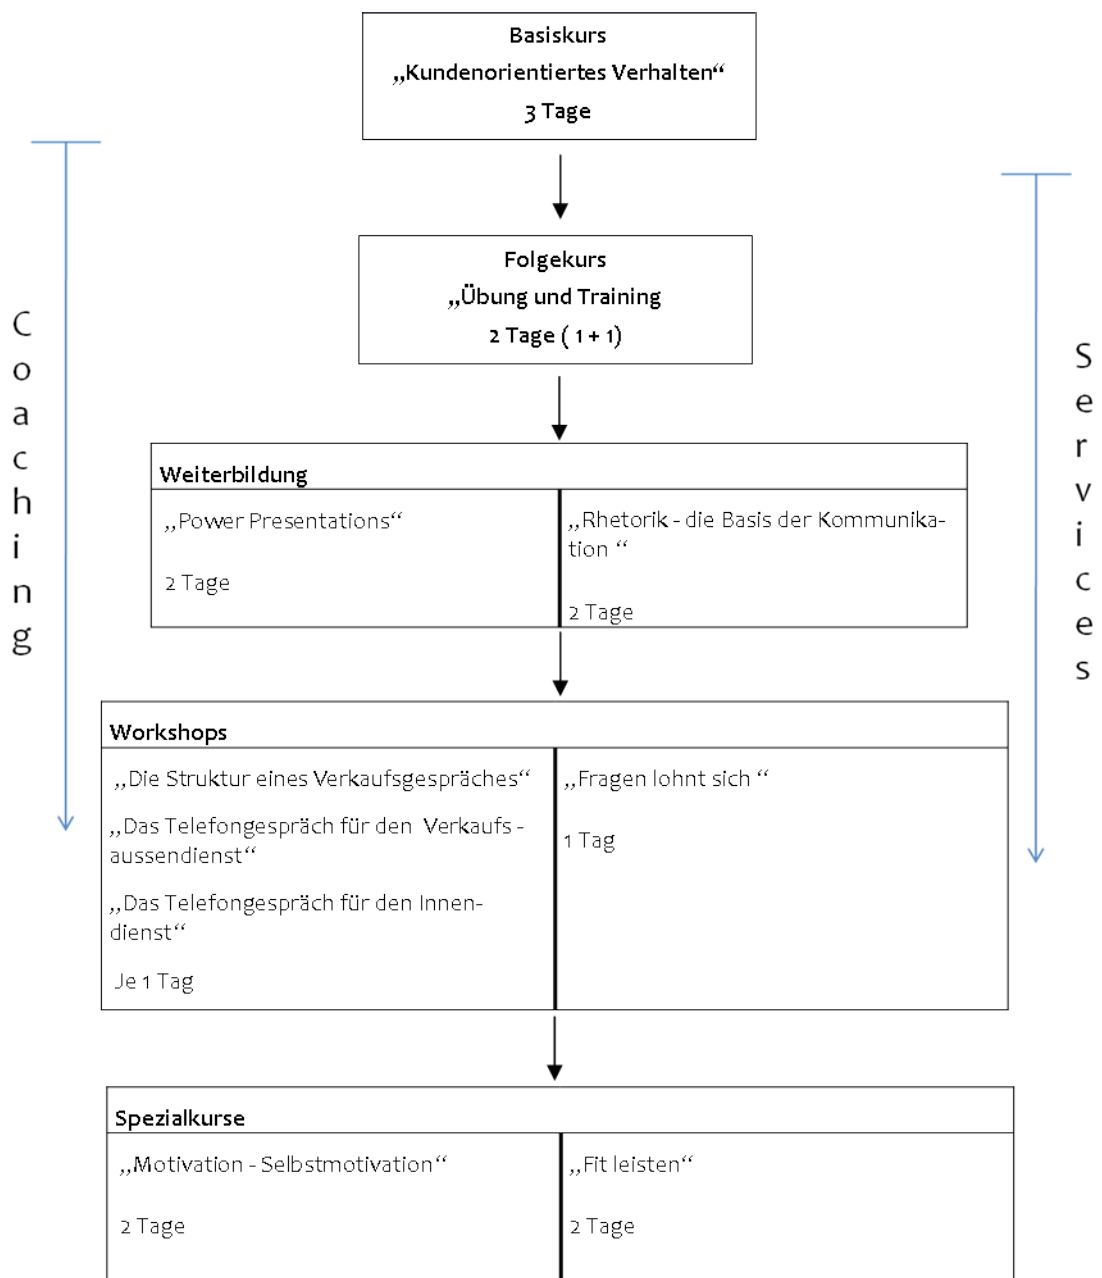 Basiskurs
„Kundenorientiertes Verhalten“
3 Tage
Folgekurs
„Übung und Training
2 Tage ( 1 + 1)
Coaching
Services
Weiterbildung
„Power Presentations“
2 Tage
„Rhetorik - die Basis der Kommunika-
tion “
2 Tage
Workshops
„Die Struktur eines Verkaufsgespräches“
„Das Telefongespräch für den Verkaufs -
aussendienst“
„Das Telefongespräch für den Innen-
dienst“
Je 1 Tag
„Fragen lohnt sich “
1 Tag
Spezialkurse
„Motivation - Selbstmotivation“
2 Tage
„Fit leisten“
2 Tage